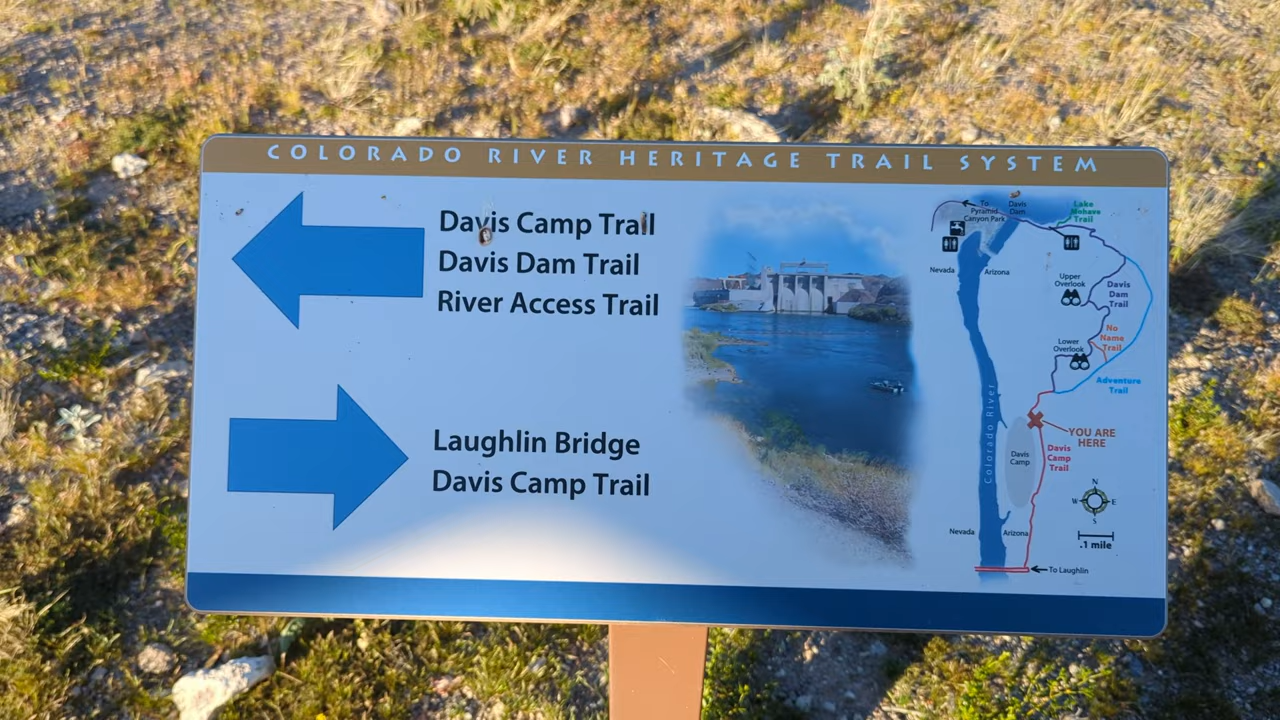 COLORADO RIVER HERITAGE TRAIL SYSTEM
Davis Camp Trail
Davis Dam Trail
River Access Trail
Laughlin Bridge
Davis Camp Trail
To
Pyramid
Canyon Park
Davis
Dam
Lake
Mohave
Trail
Nevada
Arizona
Upper
Overlook
Davis
Dam
Trail
No
Name
Trail
Lower
Overlook
Adventure
Trail
Colorado River
YOU ARE
HERE
Davis
Camp
Davis
Camp
Trail
N
W E
S
Nevada
Arizona
.1 mile
To Laughlin